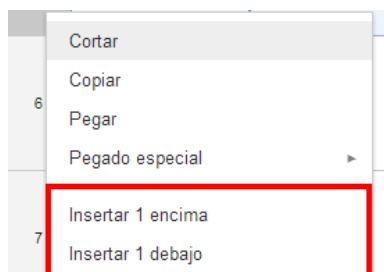 Cortar
Copiar
6
Pegar
Pegado especial
Insertar 1 encima
7
Insertar 1 debajo